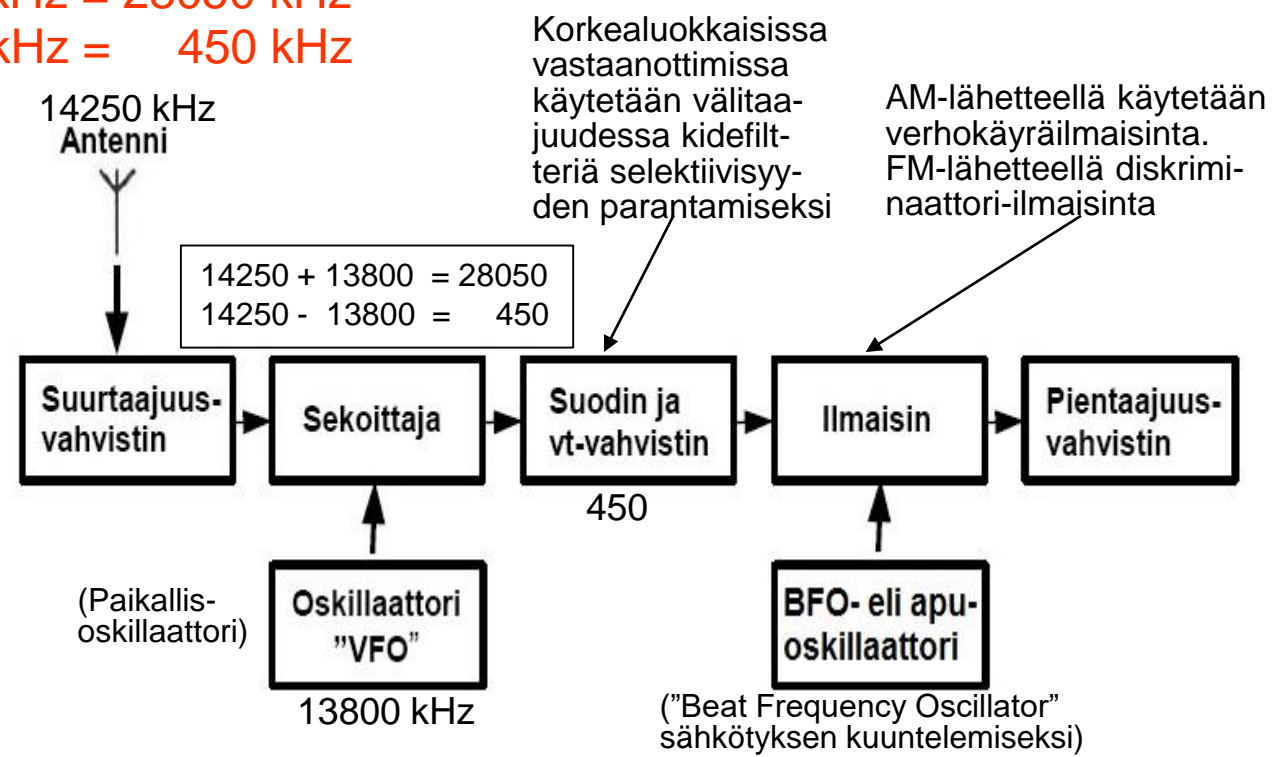 kHz = 28050 kHz
kHz = 450 kHz
14250 kHz
Antenni
Korkealuokkaisissa
vastaanottimissa
käytetään välitaa-
juudessa kidefilt-
teriä selektiivisyy-
den parantamiseksi
AM-lähetteellä käytetään
verhokäyräilmaisinta.
FM-lähetteellä diskrimi-
naattori-ilmaisinta
14250 + 13800 = 28050
14250 - 13800 = 450
Suurtaajuus-
vahvistin
Sekoittaja
Suodin ja
vt-vahvistin
Ilmaisin
Pientaajuus-
vahvistin
450
(Paikallis-
oskillaattori)
Oskillaattori
”VFO”
13800 kHz
BFO- eli apu-
oskillaattori
(”Beat Frequency Oscillator”
sähkötyksen kuuntelemiseksi)